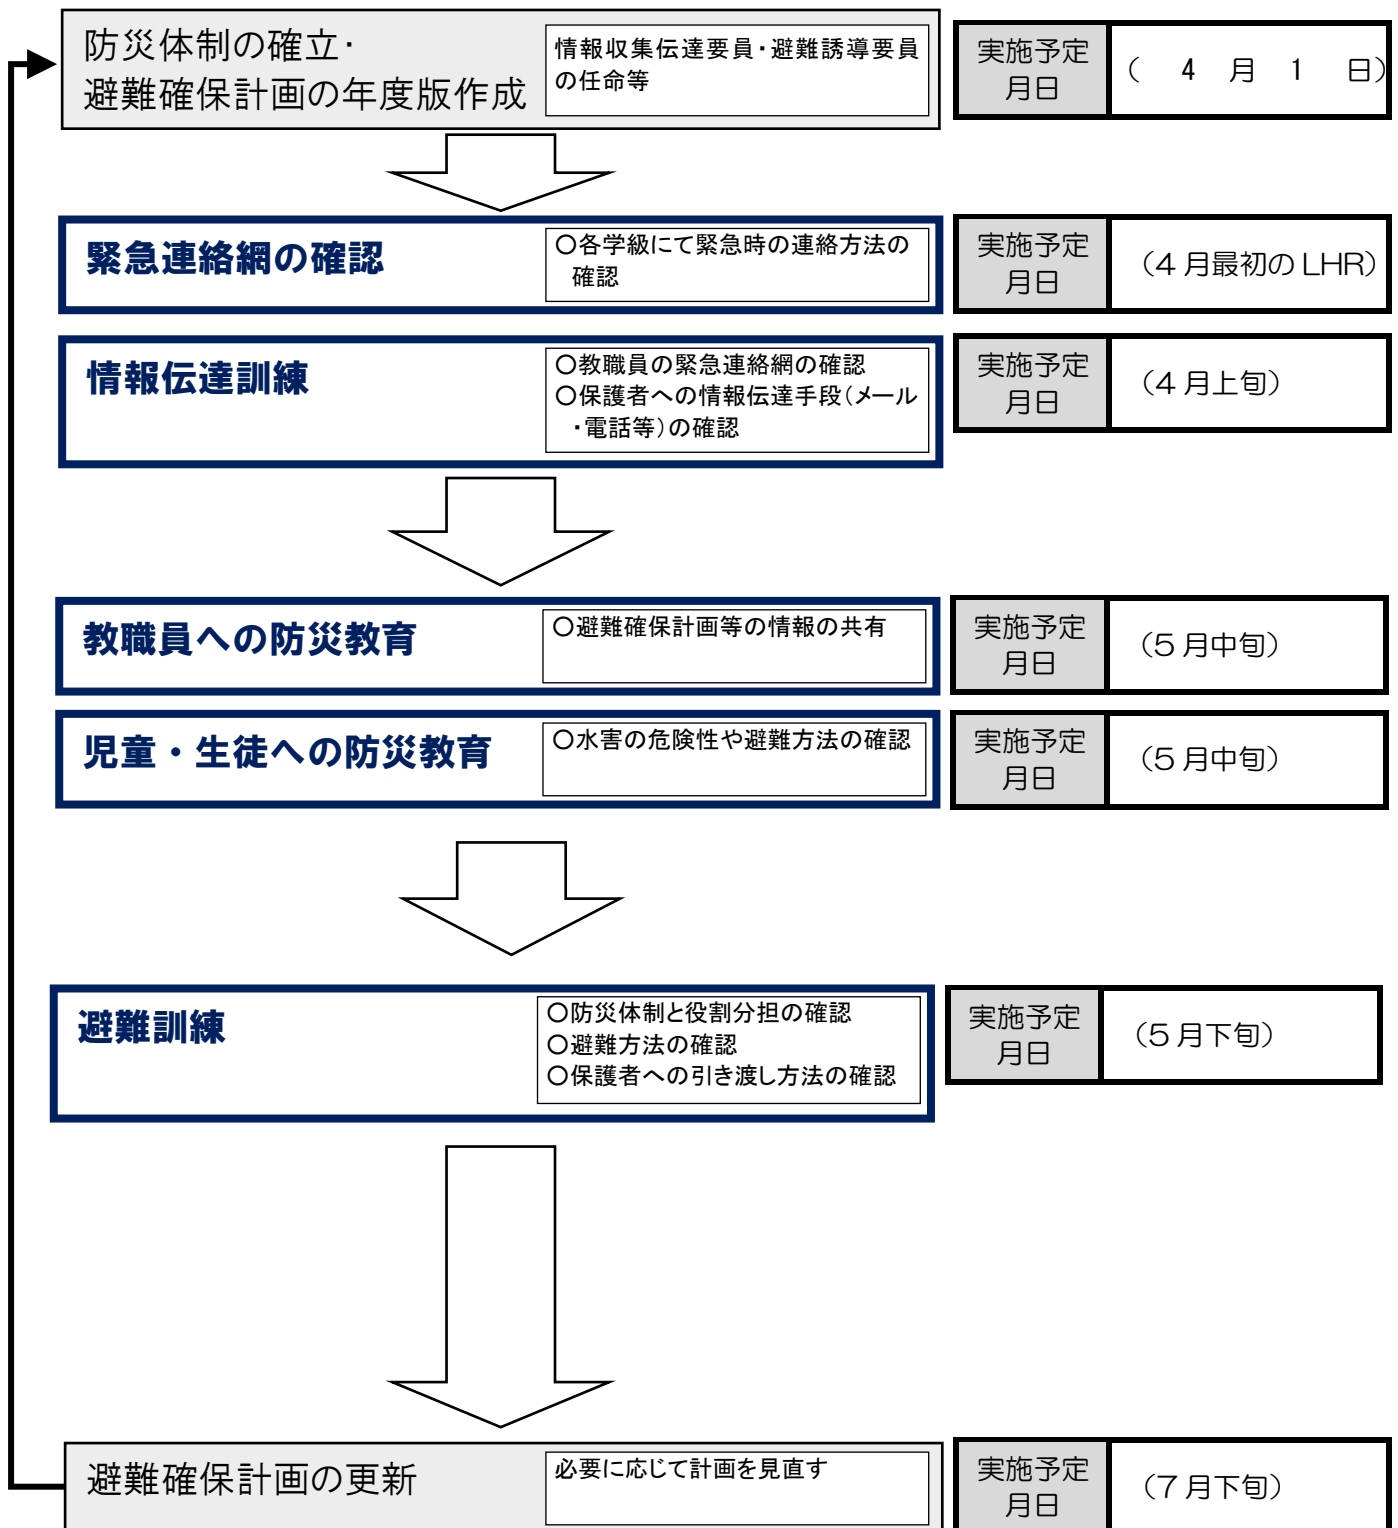 防災体制の確立・
避難確保計画の年度版作成
情報収集伝達要員・避難誘導要員
の任命等
実施予定
月日
( 4 月 1 日)
緊急連絡網の確認
○各学級にて緊急時の連絡方法の
確認
実施予定
月日
(4月最初のLHR)
情報伝達訓練
○教職員の緊急連絡網の確認
○保護者への情報伝達手段(メール
・電話等)の確認
実施予定
月日
(4月上旬)
教職員への防災教育
○避難確保計画等の情報の共有
実施予定
月日
(5月中旬)
児童・生徒への防災教育
○水害の危険性や避難方法の確認
実施予定
月日
(5月中旬)
避難訓練
○防災体制と役割分担の確認
○避難方法の確認
○保護者への引き渡し方法の確認
実施予定
月日
(5月下旬)
避難確保計画の更新
必要に応じて計画を見直す
実施予定
月日
(7月下旬)